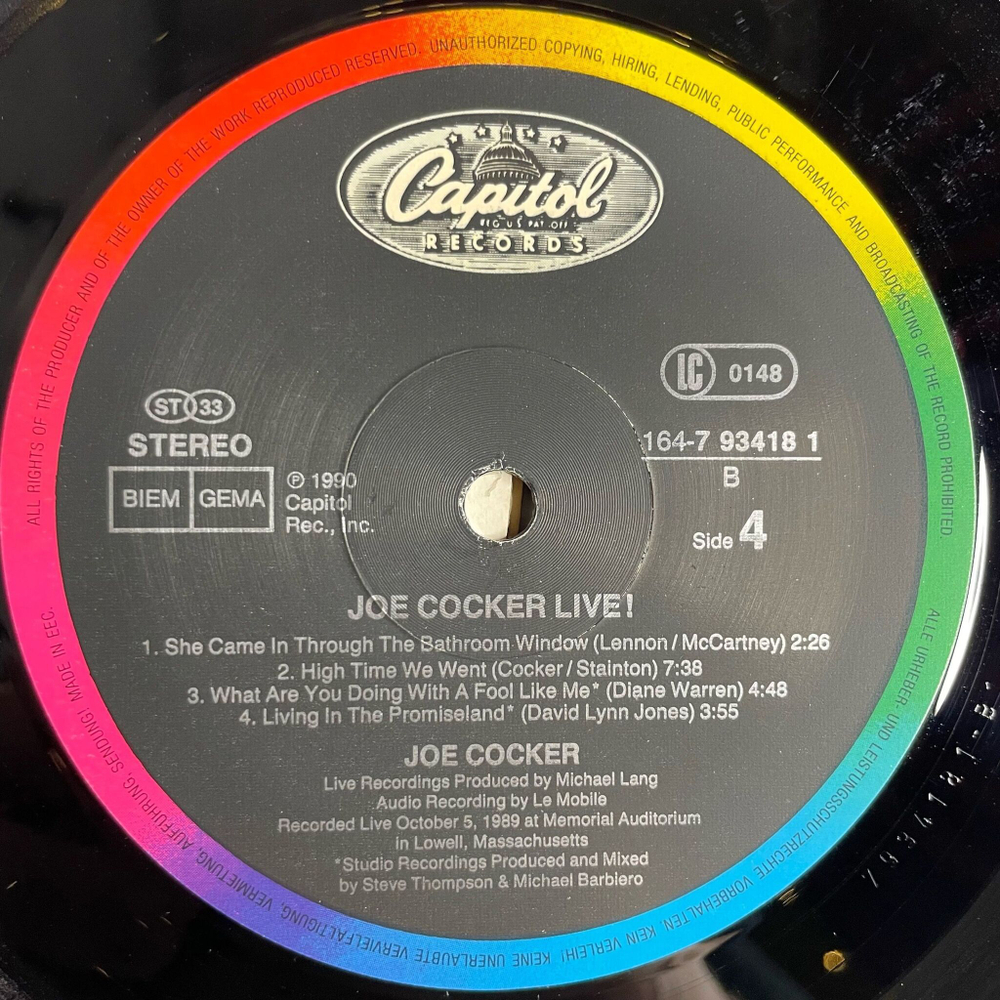 ALL RIGHTS OF THE PRODUCER AND OF THE OWNER OF THE WORK REPRODUCED RESERVED. UNAUTHORIZED COPYING, HIRING, LENDING, PUBLIC PERFORMANCE AND BROADCASTING OF THE RECORD PROHIBITED.
Capitol
REG. U.S. PAT. OFF.
RECORDS
LC 0148
ST 33
STEREO
BIEM GEMA
℗ 1990
Capitol
Rec., Inc.
164-7 93418 1
B
Side 4
JOE COCKER LIVE!
1. She Came In Through The Bathroom Window (Lennon / McCartney) 2:26
2. High Time We Went (Cocker / Stainton) 7:38
3. What Are You Doing With A Fool Like Me* (Diane Warren) 4:48
4. Living In The Promiseland* (David Lynn Jones) 3:55
JOE COCKER
Live Recordings Produced by Michael Lang
Audio Recording by Le Mobile
Recorded Live October 5, 1989 at Memorial Auditorium
in Lowell, Massachusetts
*Studio Recordings Produced and Mixed
by Steve Thompson & Michael Barbiero
ALLE URHEBER- UND LEISTUNGSSCHUTZRECHTE VORBEHALTEN. KEIN VERLEIH! KEINE UNERLAUBTE VERVIELFÄLTIGUNG, VERMIETUNG, AUFFÜHRUNG, SENDUNG! MADE IN EEC.